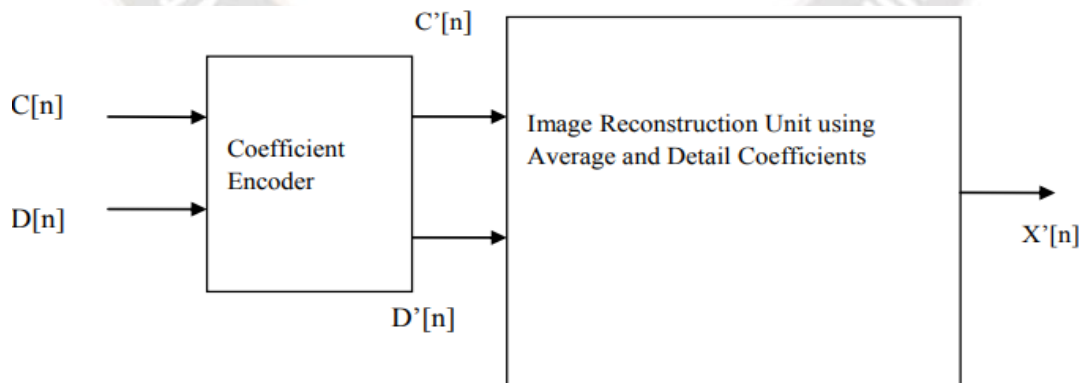 C’[n]
C[n]
D[n]
Coefficient
Encoder
Image Reconstruction Unit using
Average and Detail Coefficients
X’[n]
D’[n]